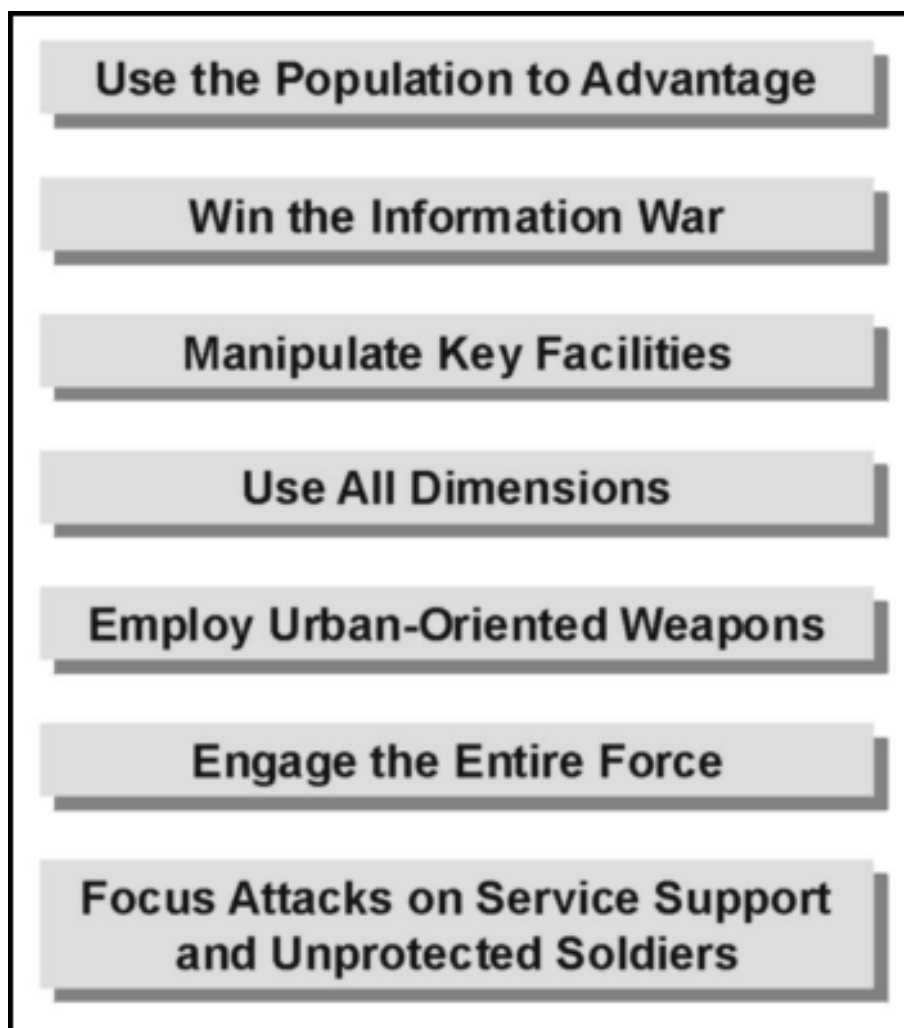 Use the Population to Advantage
Win the Information War
Manipulate Key Facilities
Use All Dimensions
Employ Urban-Oriented Weapons
Engage the Entire Force
Focus Attacks on Service Support
and Unprotected Soldiers